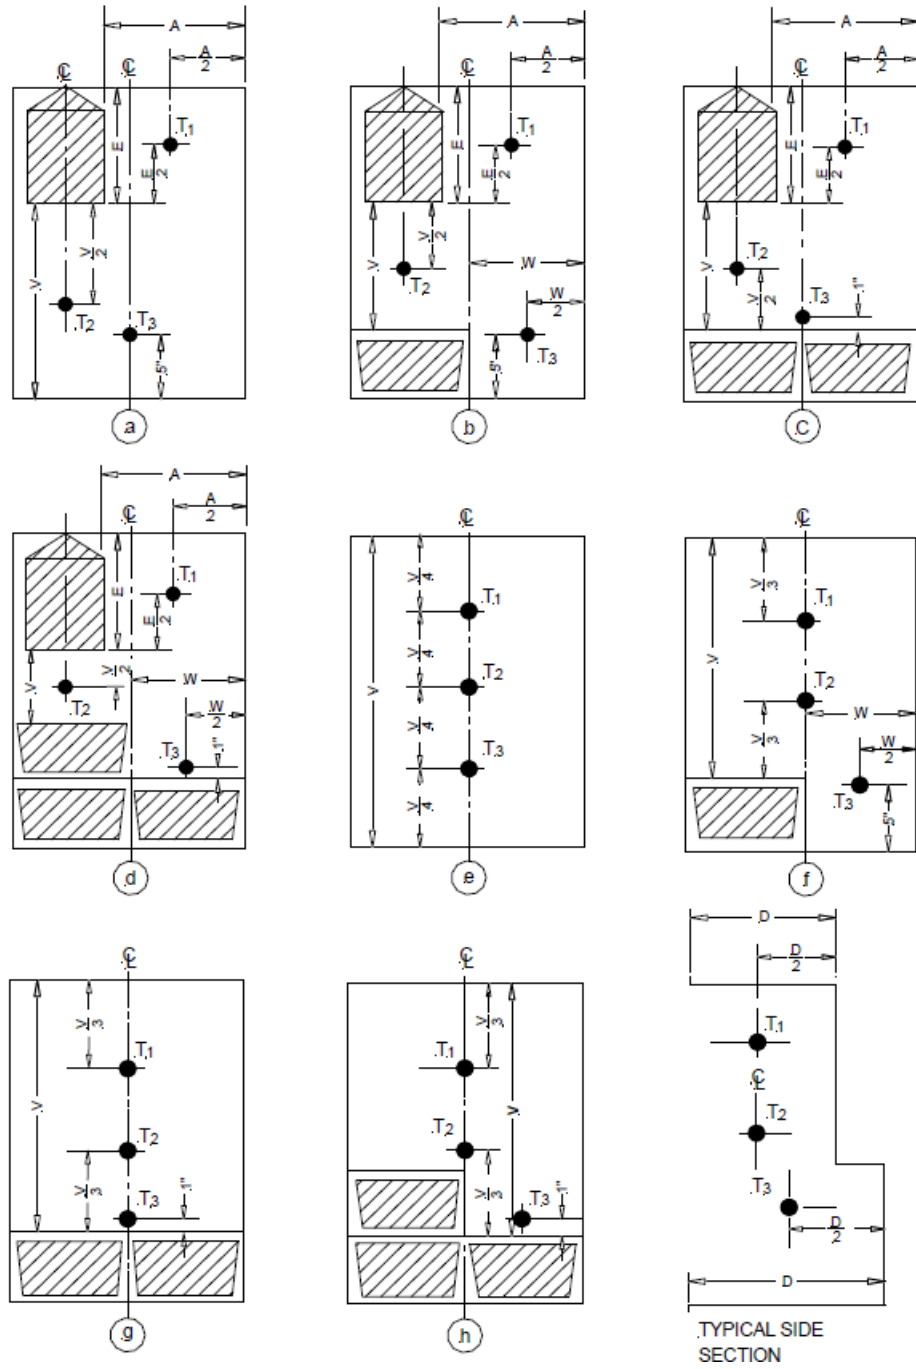 A
A/2
℄ ℄
T1
E
E/2
V/2
V
T2 T3
5"
a
A
A/2
℄
T1
E
E/2
V/2
V
W
T2
W/2
T3
5"
b
A
A/2
℄
T1
E
E/2
T2
V
V/2
T3
1"
C
A
A/2
℄
T1
E
E/2
V/2
V
W
T2
W/2
T3
1"
d
℄
V/4
T1
V/4
V
T2
V/4
T3
V/4
e
℄
V/3
T1
V
T2
V/3
W
W/2
T3
5"
f
℄
V/3
T1
V
T2
V/3
T3
1"
g
℄
V/3
T1
V
T2
V/3
T3
1"
h
D
D/2
T1
℄
T2
T3
D/2
D
TYPICAL SIDE
SECTION